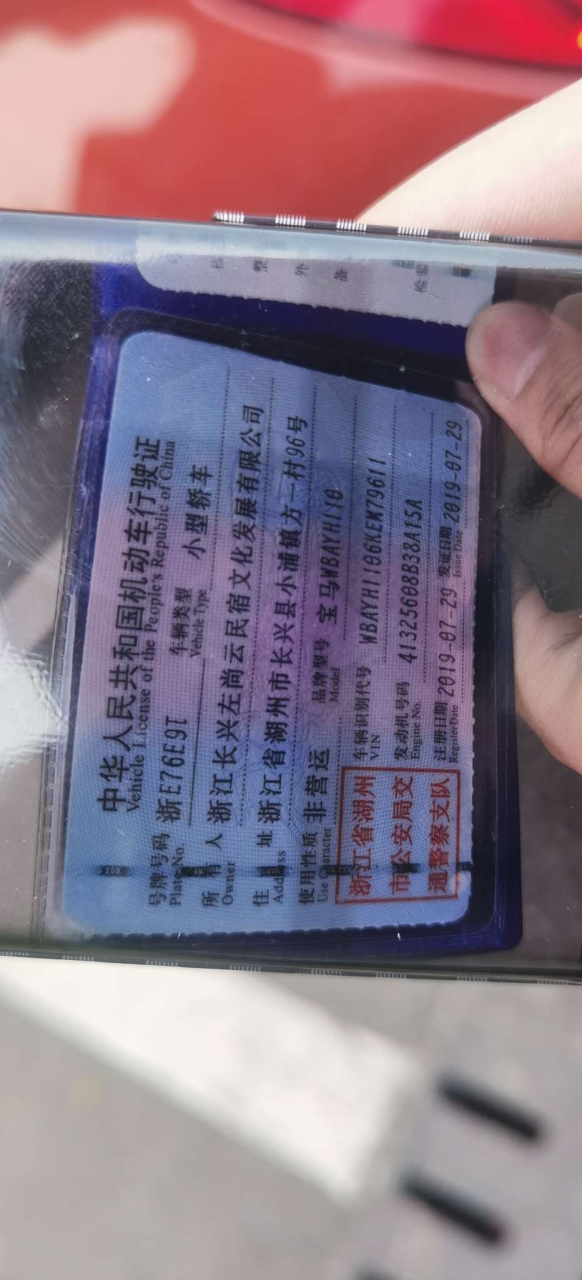 中华人民共和国机动车行驶证
Vehicle License of the People's Republic of China
号牌号码 浙E76E9T 车辆类型 小型轿车
Plate No. Vehicle Type
所有人 浙江长兴左尚云民宿文化发展有限公司
Owner
住址 浙江省湖州市长兴县小浦镇方一村96号
Address
使用性质 非营运 品牌型号 宝马WBAYH110
Use Character Model
浙江省湖州
市公安局交
通警察支队
车辆识别代号 WBAYH1106KEW79611
VIN
发动机号码 41325608B38A15A
Engine No.
注册日期 2019-07-29 发证日期 2019-07-29
Register Date Issue Date